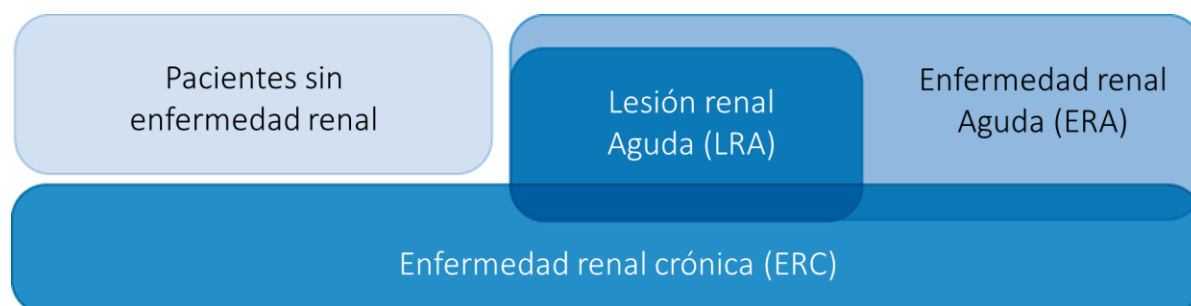 Pacientes sin
enfermedad renal
Lesión renal
Aguda (LRA)
Enfermedad renal
Aguda (ERA)
Enfermedad renal crónica (ERC)